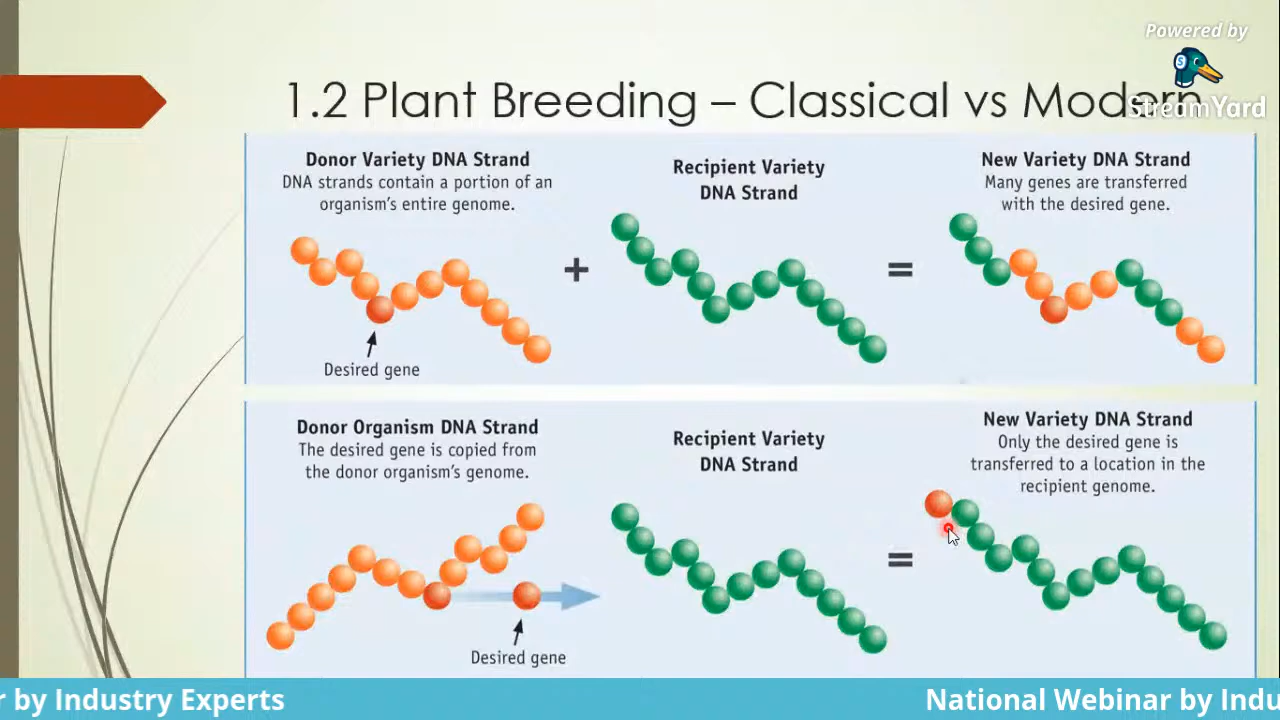 Powered by
StreamYard
1.2 Plant Breeding – Classical vs Modern
Donor Variety DNA Strand
DNA strands contain a portion of an
organism's entire genome.
Recipient Variety
DNA Strand
New Variety DNA Strand
Many genes are transferred
with the desired gene.
+
=
Desired gene
Donor Organism DNA Strand
The desired gene is copied from
the donor organism's genome.
Recipient Variety
DNA Strand
New Variety DNA Strand
Only the desired gene is
transferred to a location in the
recipient genome.
=
Desired gene
r by Industry Experts
National Webinar by Indu